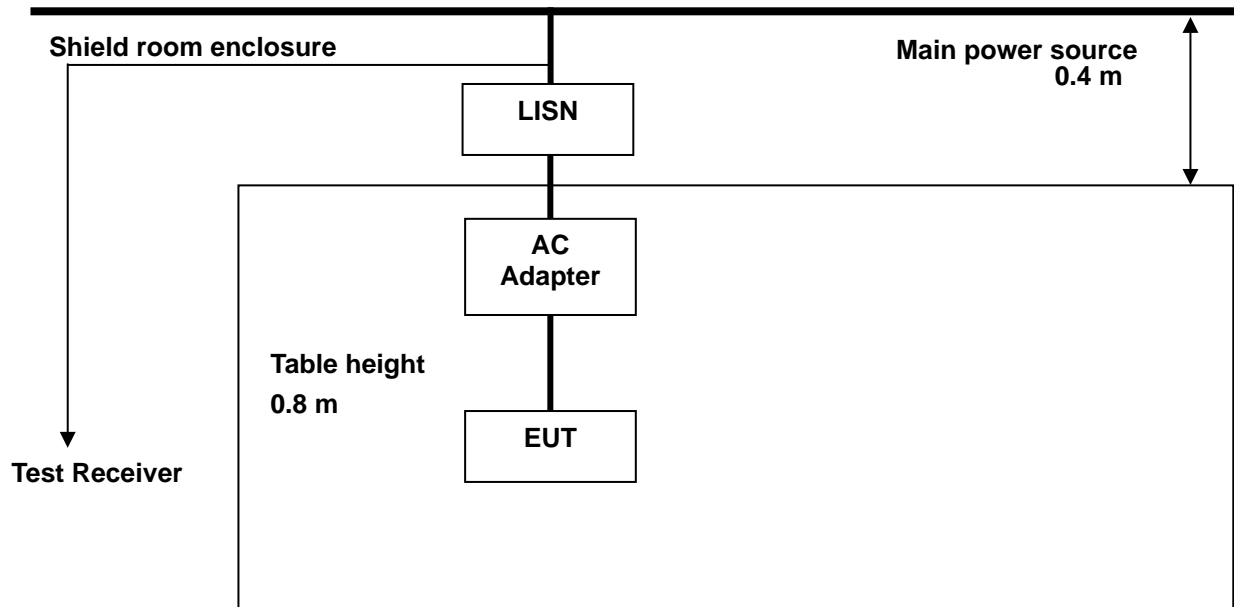 Shield room enclosure
Main power source
0.4 m
LISN
AC
Adapter
Table height
0.8 m
EUT
Test Receiver